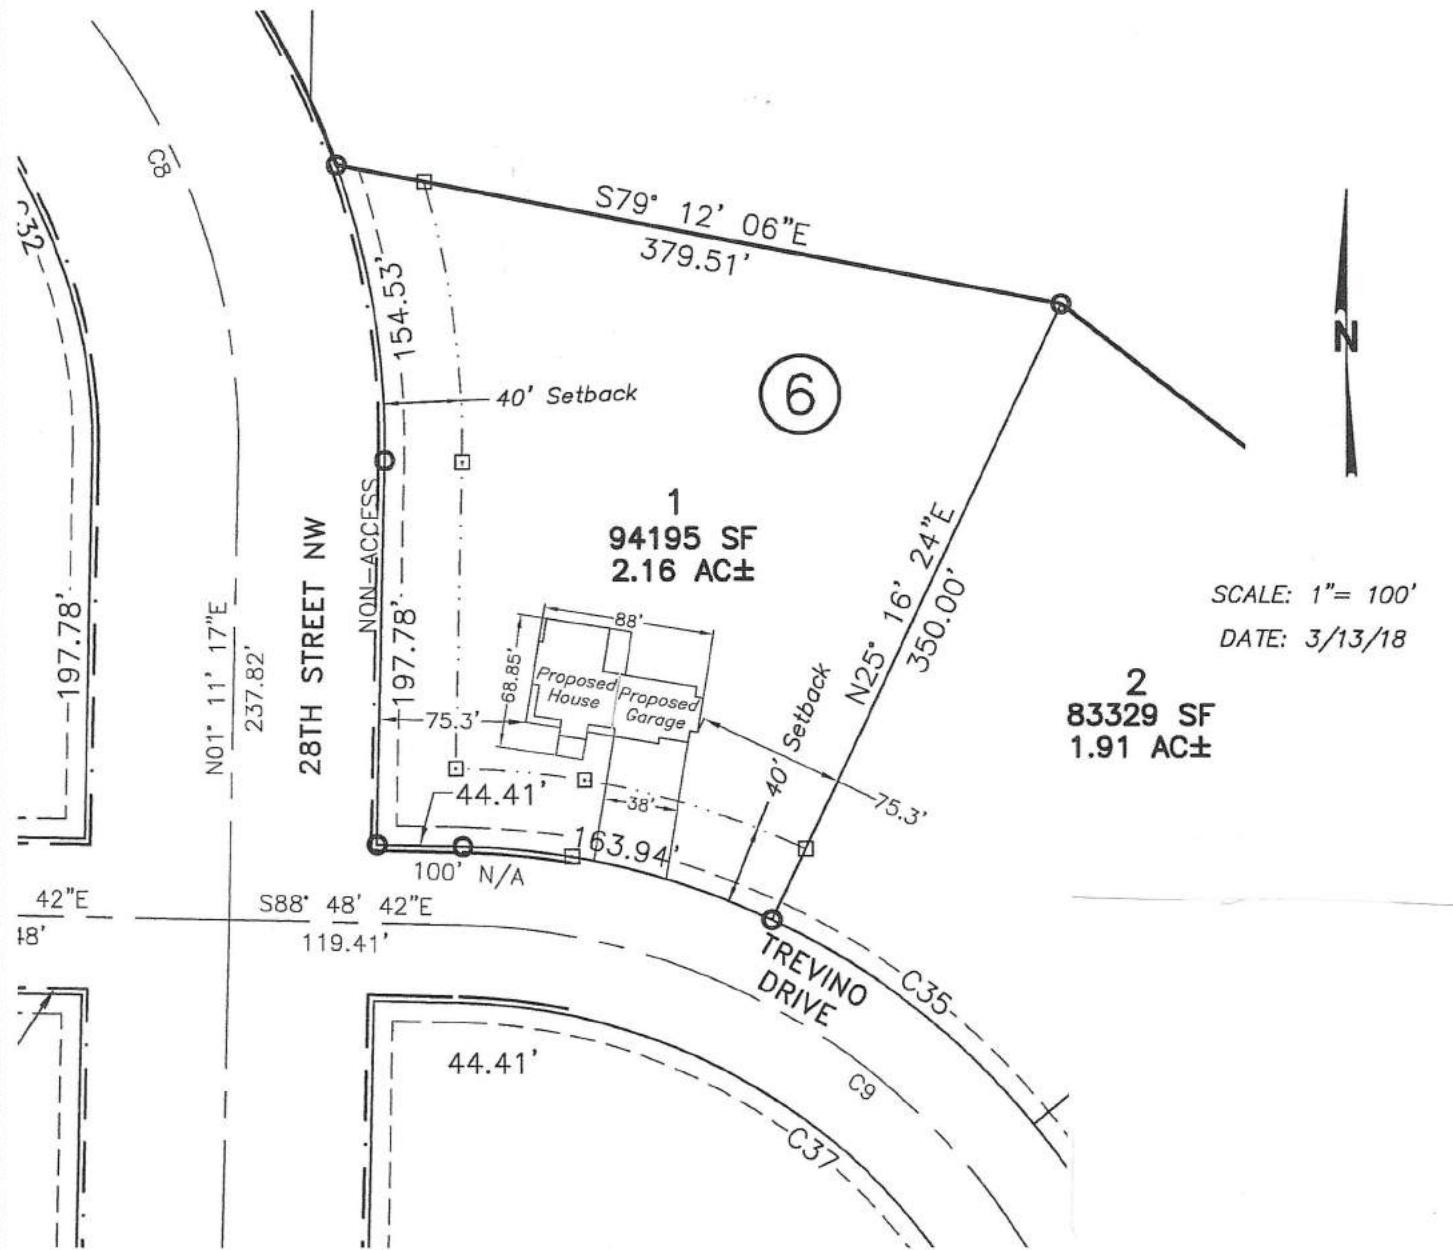 C8
C32
S79° 12' 06"E
379.51'
154.53'
N
40' Setback
6
1
94195 SF
2.16 AC±
NON-ACCESS
28TH STREET NW
197.78'
197.78'
N01° 11' 17"E
237.82'
N25° 16' 24"E
350.00'
SCALE: 1"= 100'
DATE: 3/13/18
2
83329 SF
1.91 AC±
88'
68.85'
Proposed
House
Proposed
Garage
75.3'
40' Setback
75.3'
38'
44.41'
163.94'
100' N/A
42"E
18'
S88° 48' 42"E
119.41'
TREVINO
DRIVE
C35
44.41'
C9
C37